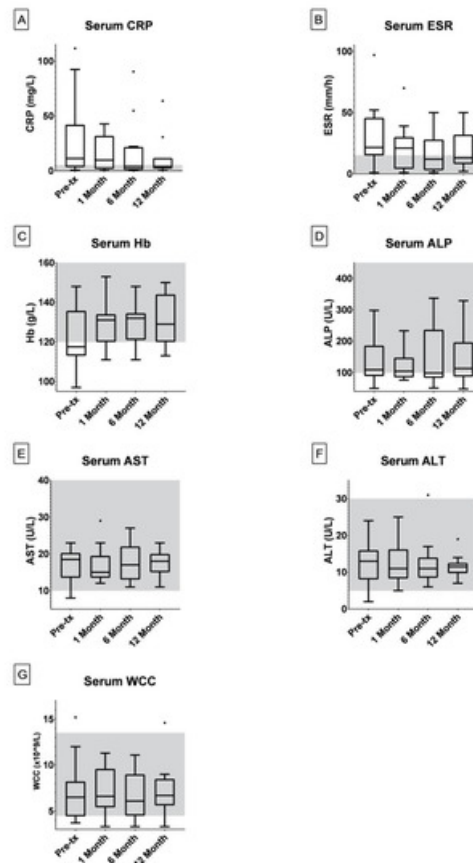 A
Serum CRP
CRP (mg/L)
100
50
0
Pre-tx
1 Month
6 Month
12 Month
B
Serum ESR
ESR (mm/h)
100
50
0
Pre-tx
1 Month
6 Month
12 Month
C
Serum Hb
Hb (g/L)
160
140
120
100
Pre-tx
1 Month
6 Month
12 Month
D
Serum ALP
ALP (U/L)
400
300
200
100
Pre-tx
1 Month
6 Month
12 Month
E
Serum AST
AST (U/L)
40
30
20
10
Pre-tx
1 Month
6 Month
12 Month
F
Serum ALT
ALT (U/L)
30
20
10
0
Pre-tx
1 Month
6 Month
12 Month
G
Serum WCC
WCC (x10^9/L)
15
10
5
Pre-tx
1 Month
6 Month
12 Month